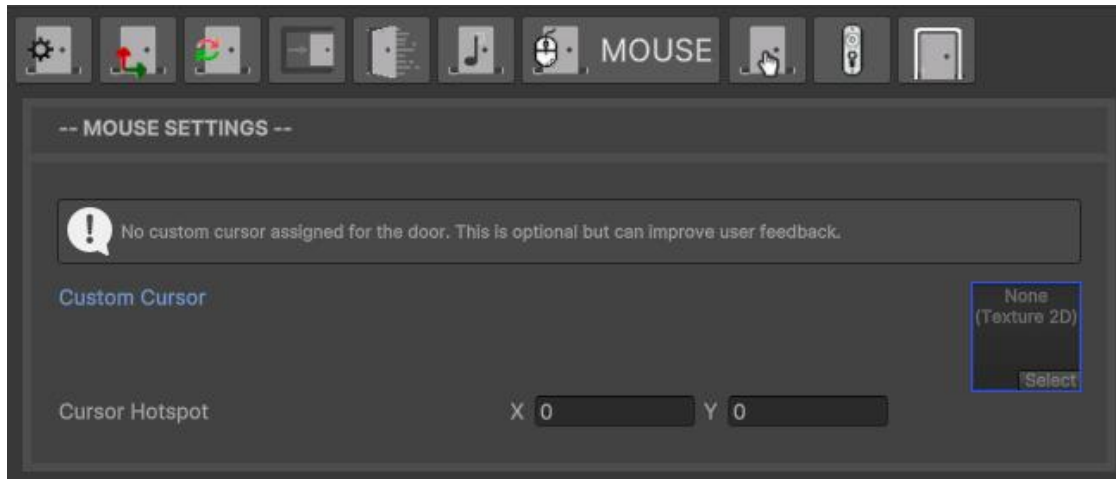 MOUSE
-- MOUSE SETTINGS --
No custom cursor assigned for the door. This is optional but can improve user feedback.
Custom Cursor
None
(Texture 2D)
Select
Cursor Hotspot X 0 Y 0